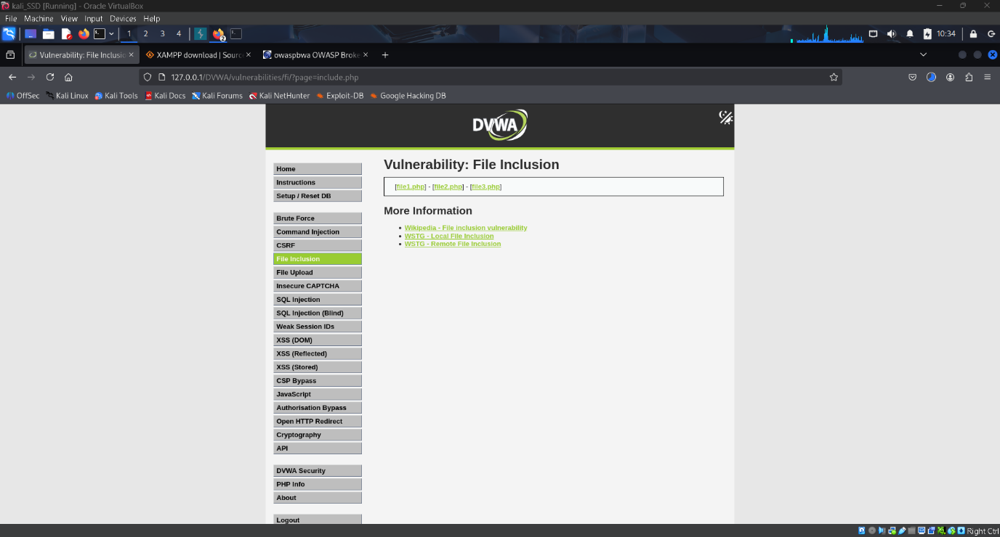 kali_SSD [Running] - Oracle VirtualBox
File Machine View Input Devices Help
1 2 3 4 2 10:34
Vulnerability: File Inclusio XAMPP download | Sourc owaspbwa OWASP Broke
127.0.0.1/DVWA/vulnerabilities/fi/?page=include.php
OffSec Kali Linux Kali Tools Kali Docs Kali Forums Kali NetHunter Exploit-DB Google Hacking DB
DVWA
Vulnerability: File Inclusion
[file1.php] - [file2.php] - [file3.php]
More Information
Wikipedia - File inclusion vulnerability
WSTG - Local File Inclusion
WSTG - Remote File Inclusion
Home
Instructions
Setup / Reset DB
Brute Force
Command Injection
CSRF
File Inclusion
File Upload
Insecure CAPTCHA
SQL Injection
SQL Injection (Blind)
Weak Session IDs
XSS (DOM)
XSS (Reflected)
XSS (Stored)
CSP Bypass
JavaScript
Authorisation Bypass
Open HTTP Redirect
Cryptography
API
DVWA Security
PHP Info
About
Logout
Right Ctrl